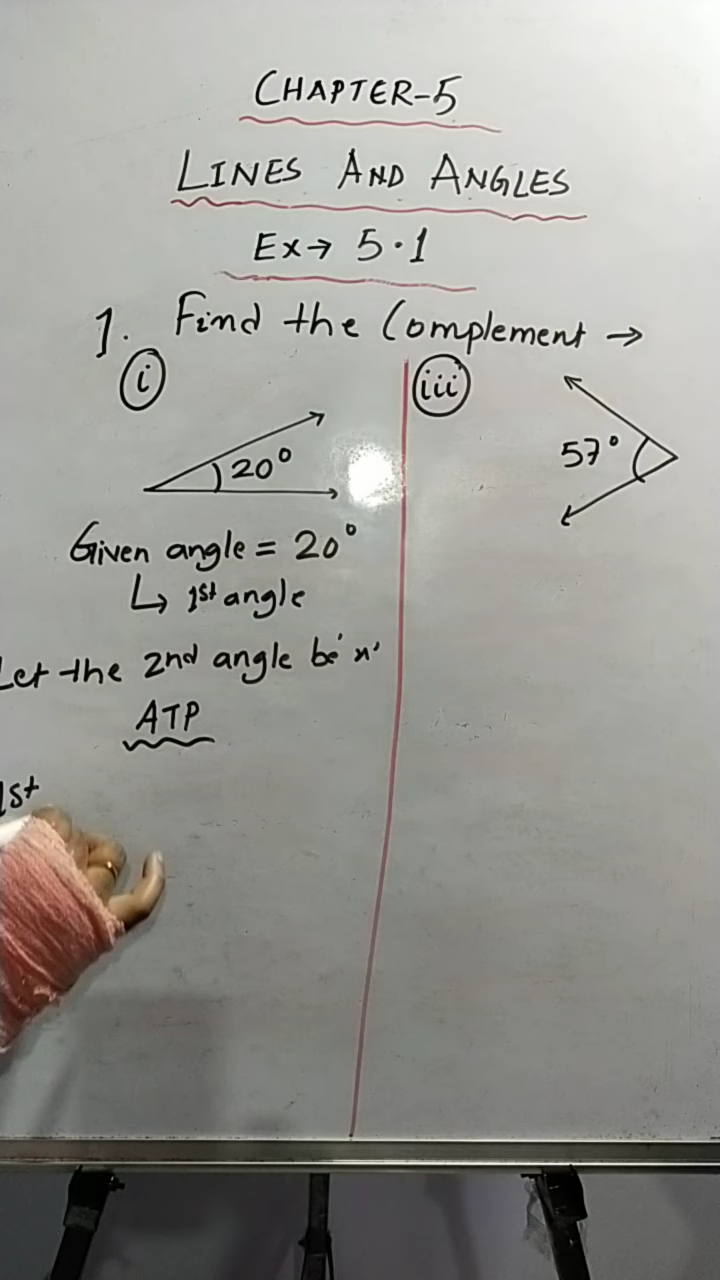 CHAPTER-5
LINES AND ANGLES
Ex→ 5.1
1. Find the Complement →
i
20°
Given angle = 20°
↳ 1st angle
Let the 2nd angle be 'x'
ATP
1st
iii
57°